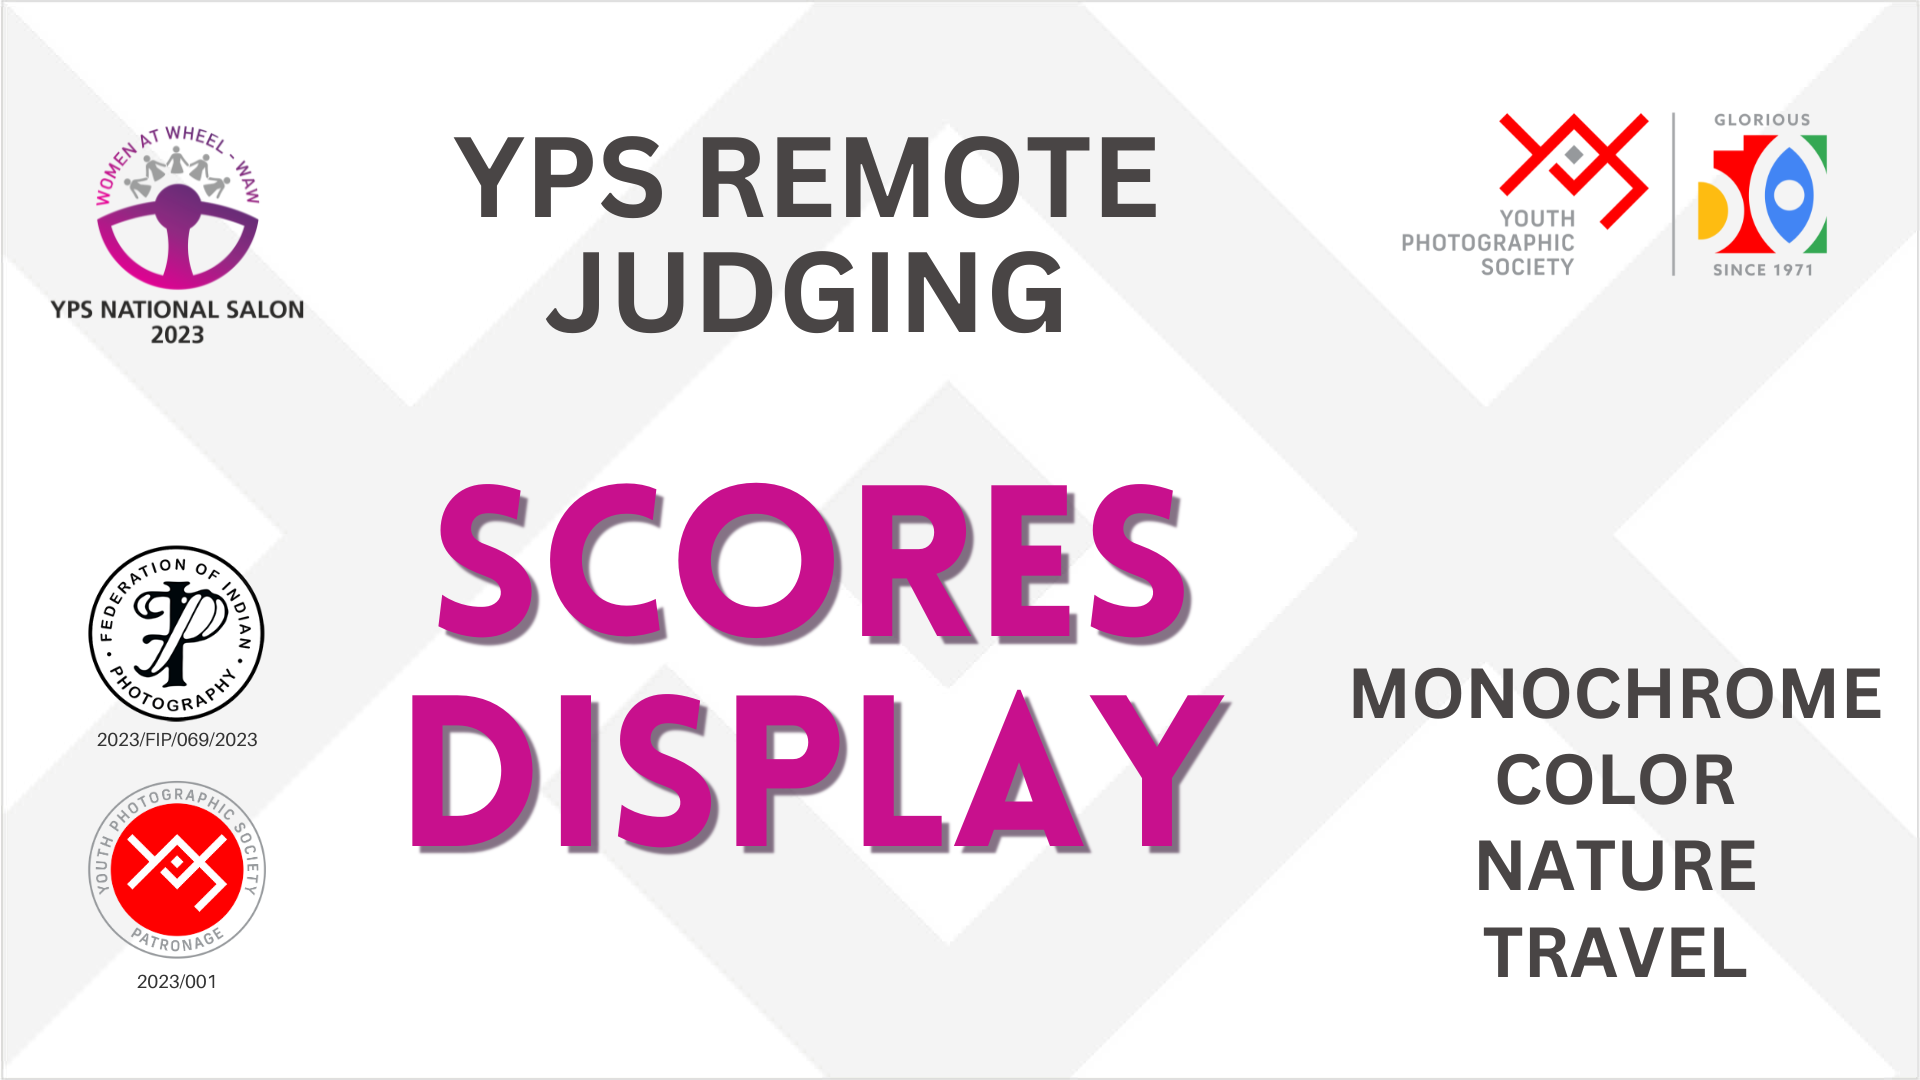 WOMEN AT WHEEL - WAW
YPS NATIONAL SALON
2023
YPS REMOTE
JUDGING
YOUTH
PHOTOGRAPHIC
SOCIETY
GLORIOUS
50
SINCE 1971
SCORES
DISPLAY
FEDERATION OF INDIAN
PHOTOGRAPHY
2023/FIP/069/2023
YOUTH PHOTOGRAPHIC SOCIETY
PATRONAGE
2023/001
MONOCHROME
COLOR
NATURE
TRAVEL